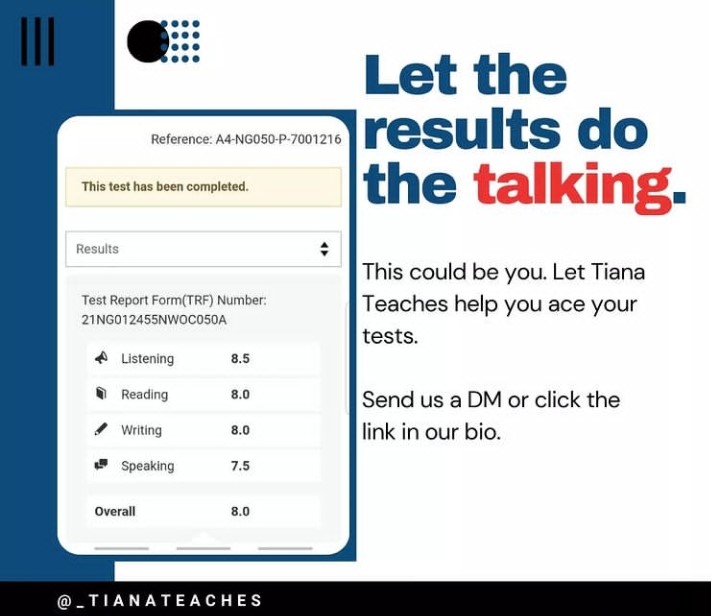 Let the
results do
the talking.
Reference: A4-NG050-P-7001216
This test has been completed.
Results
Test Report Form(TRF) Number:
21NG012455NWOC050A
Listening 8.5
Reading 8.0
Writing 8.0
Speaking 7.5
Overall 8.0
This could be you. Let Tiana
Teaches help you ace your
tests.
Send us a DM or click the
link in our bio.
@_TIANATEACHES